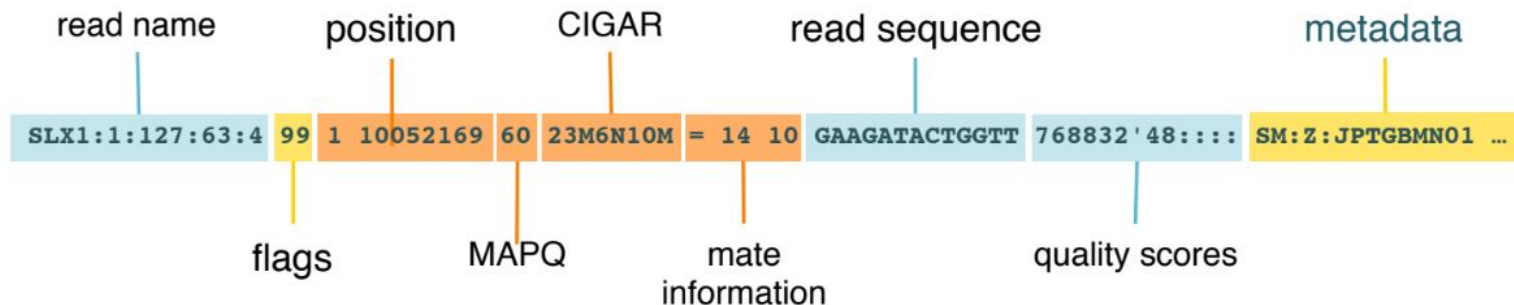 read name position CIGAR read sequence metadata
SLX1:1:127:63:4 99 1 10052169 60 23M6N10M = 14 10 GAAGATACTGGTT 768832'48:::: SM:Z:JPTGBMN01 …
flags MAPQ mate information quality scores